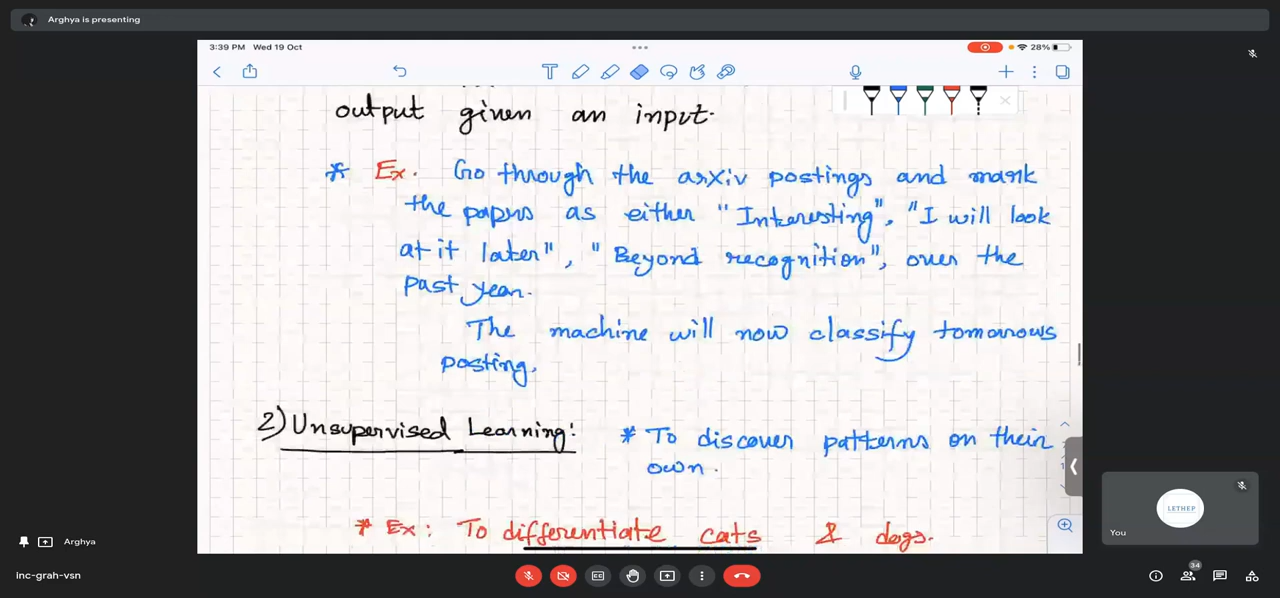 Arghya is presenting
3:39 PM Wed 19 Oct
28%
output given an input.
* Ex. Go through the arxiv postings and mark
the papers as either "Interesting", "I will look
at it later", "Beyond recognition", over the
past year.
The machine will now classify tomarows
posting.
2) Unsupervised Learning:
* To discover patterns on their
own.
* Ex: To differentiate cats & dogs.
LETHEP
You
Arghya
lnc-grah-vsn
34